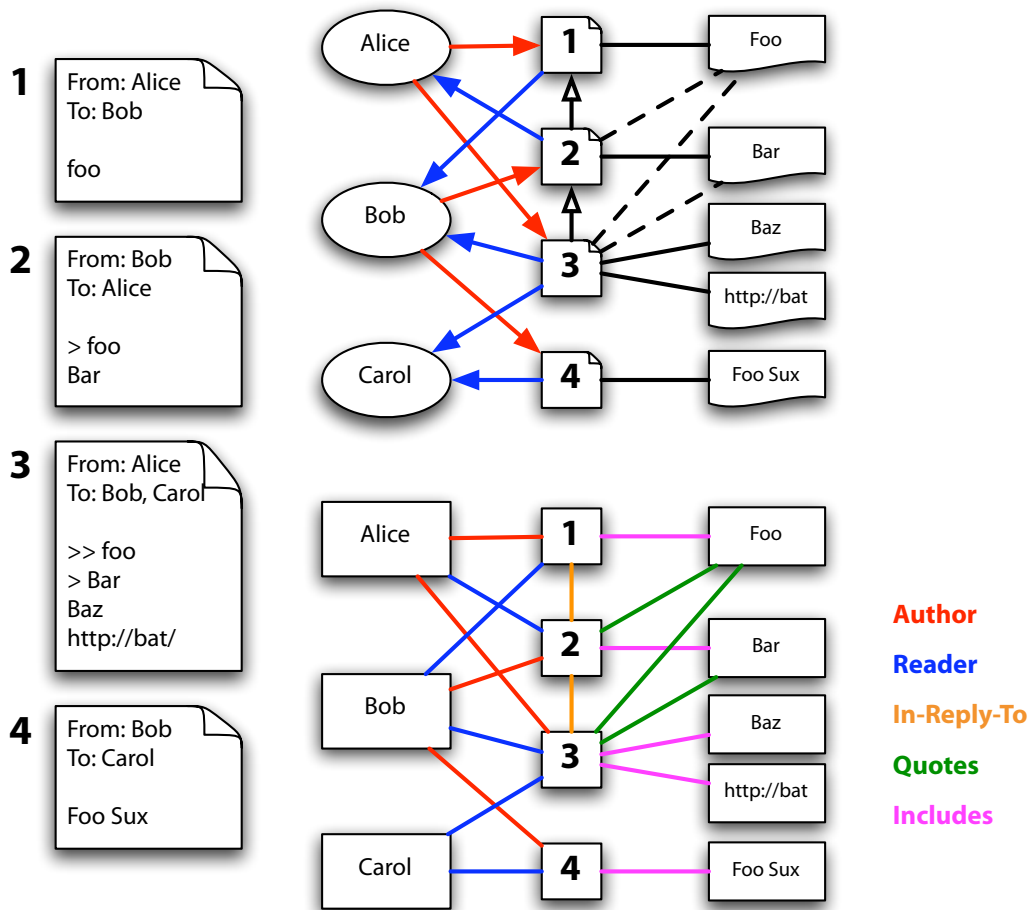 1
From: Alice
To: Bob
foo
2
From: Bob
To: Alice
> foo
Bar
3
From: Alice
To: Bob, Carol
>> foo
> Bar
Baz
http://bat/
4
From: Bob
To: Carol
Foo Sux
Alice
1
Foo
2
Bar
Bob
Baz
3
http://bat
Carol
4
Foo Sux
Alice
1
Foo
2
Bar
Bob
Baz
3
http://bat
Carol
4
Foo Sux
Author
Reader
In-Reply-To
Quotes
Includes